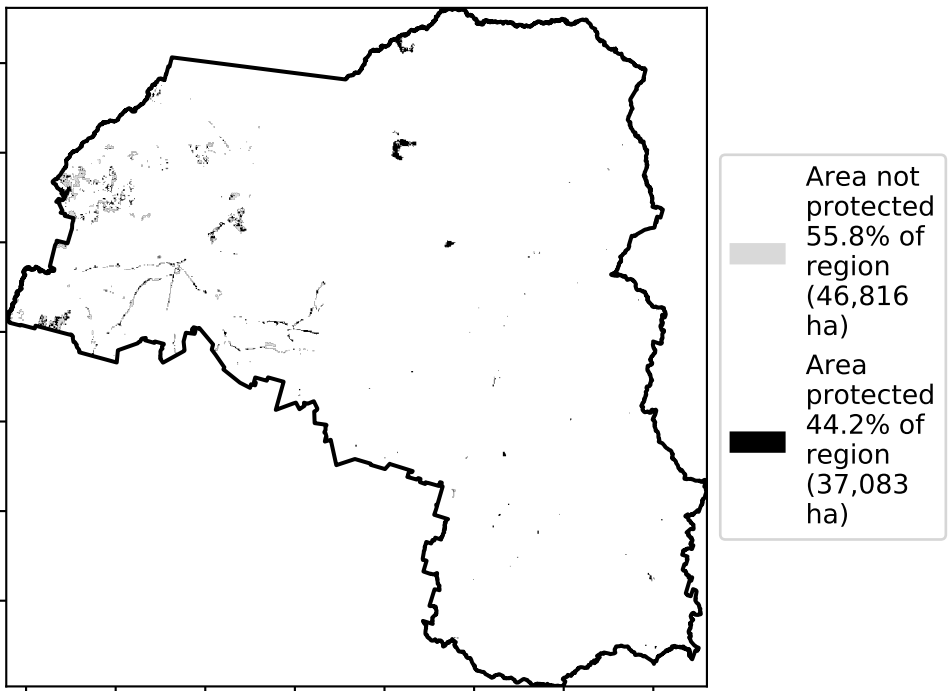 Area not
protected
55.8% of
region
(46,816
ha)
Area
protected
44.2% of
region
(37,083
ha)